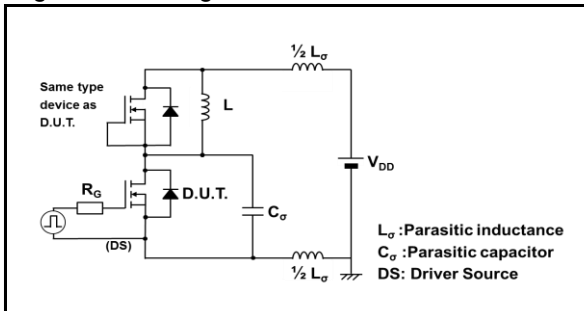 ½ Lσ
Same type
device as
D.U.T.
L
VDD
RG
D.U.T.
Cσ
(DS)
½ Lσ
Lσ :Parasitic inductance
Cσ :Parasitic capacitor
DS: Driver Source